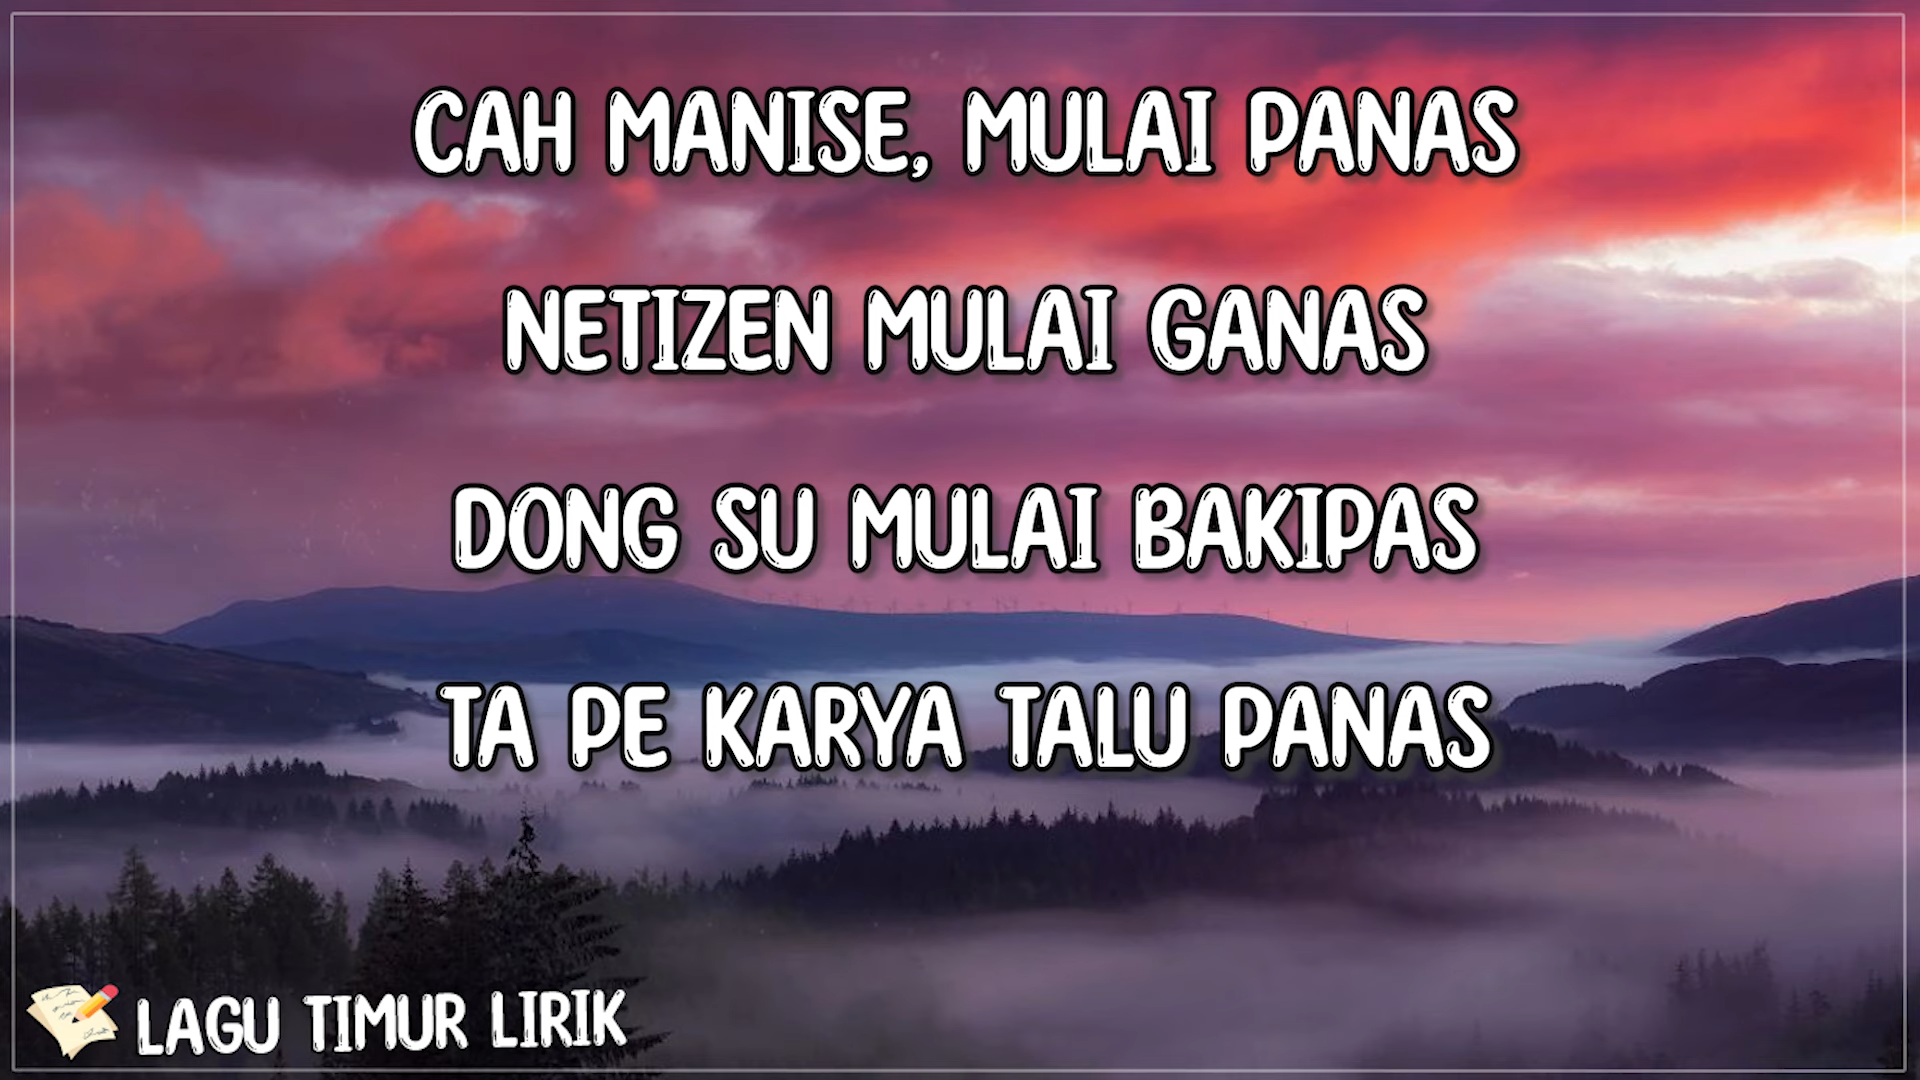 CAH MANISE, MULAI PANAS
NETIZEN MULAI GANAS
DONG SU MULAI BAKIPAS
TA PE KARYA TALU PANAS
LAGU TIMUR LIRIK